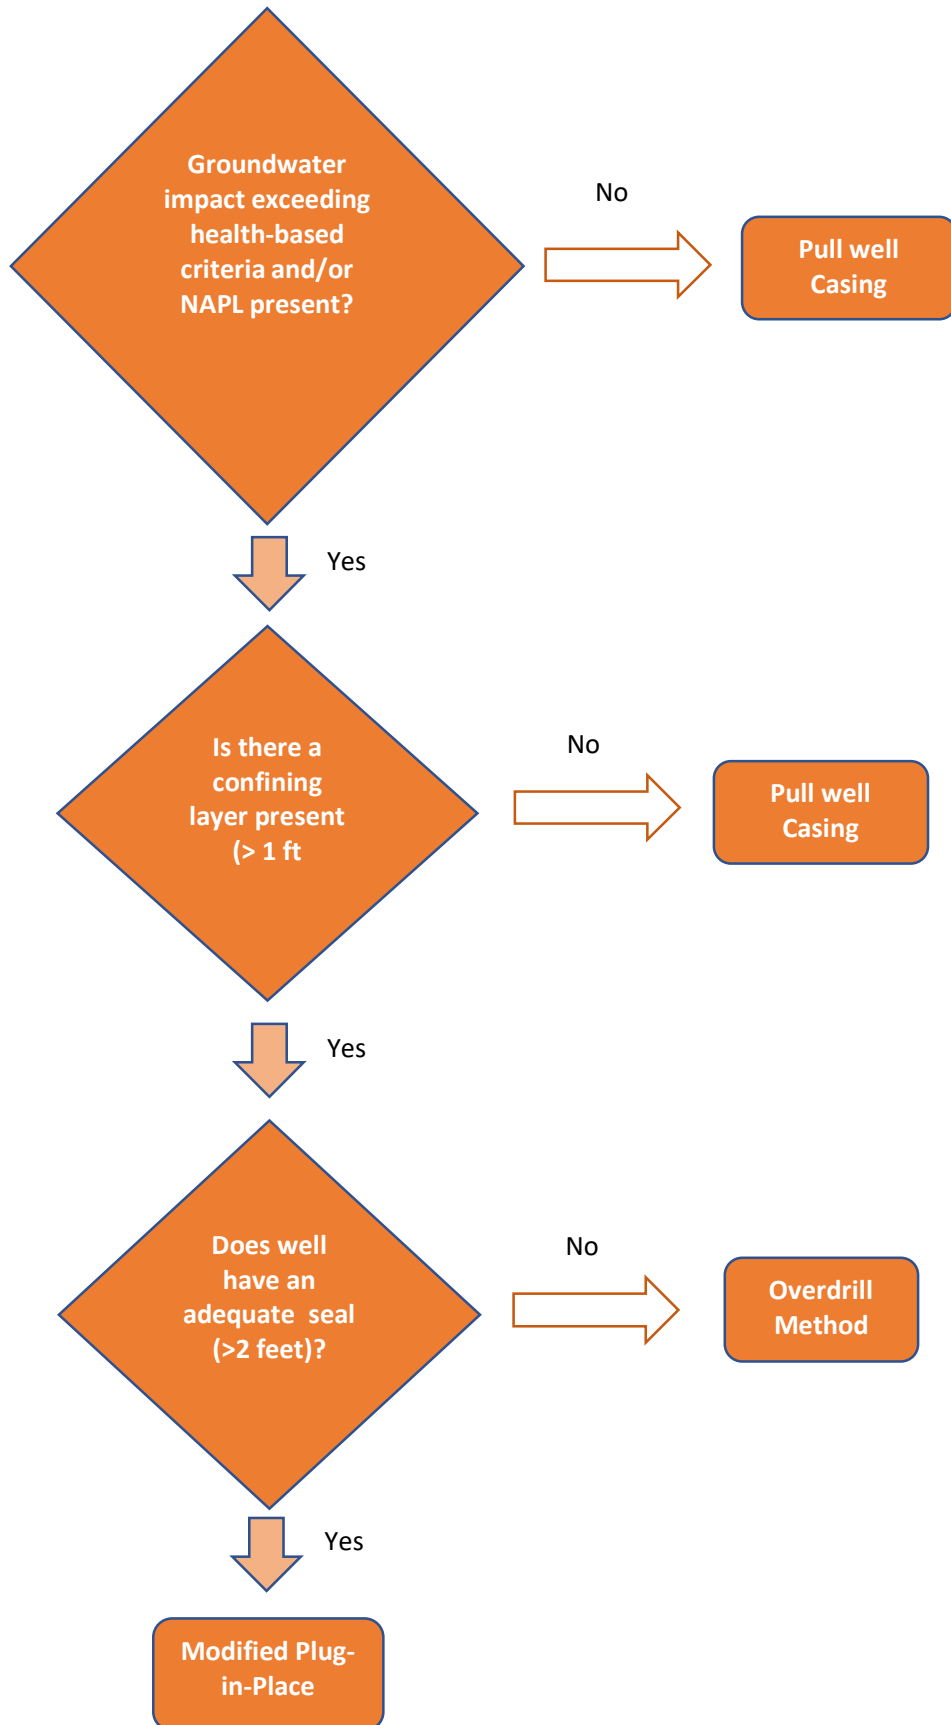 Groundwater
impact exceeding
health-based
criteria and/or
NAPL present?
No
Pull well
Casing
Yes
Is there a
confining
layer present
(> 1 ft
No
Pull well
Casing
Yes
Does well
have an
adequate  seal
(>2 feet)?
No
Overdrill
Method
Yes
Modified Plug-
in-Place